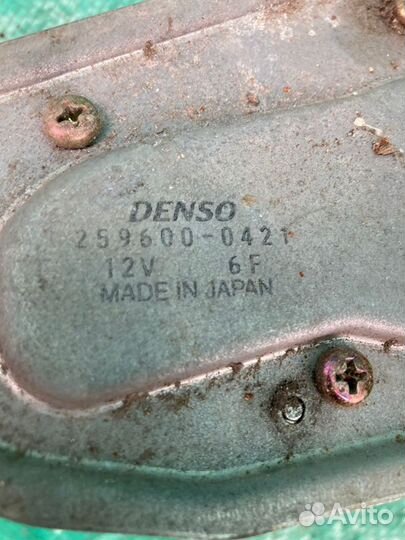 DENSO
259600-0421
12V 6F
MADE IN JAPAN
Avito